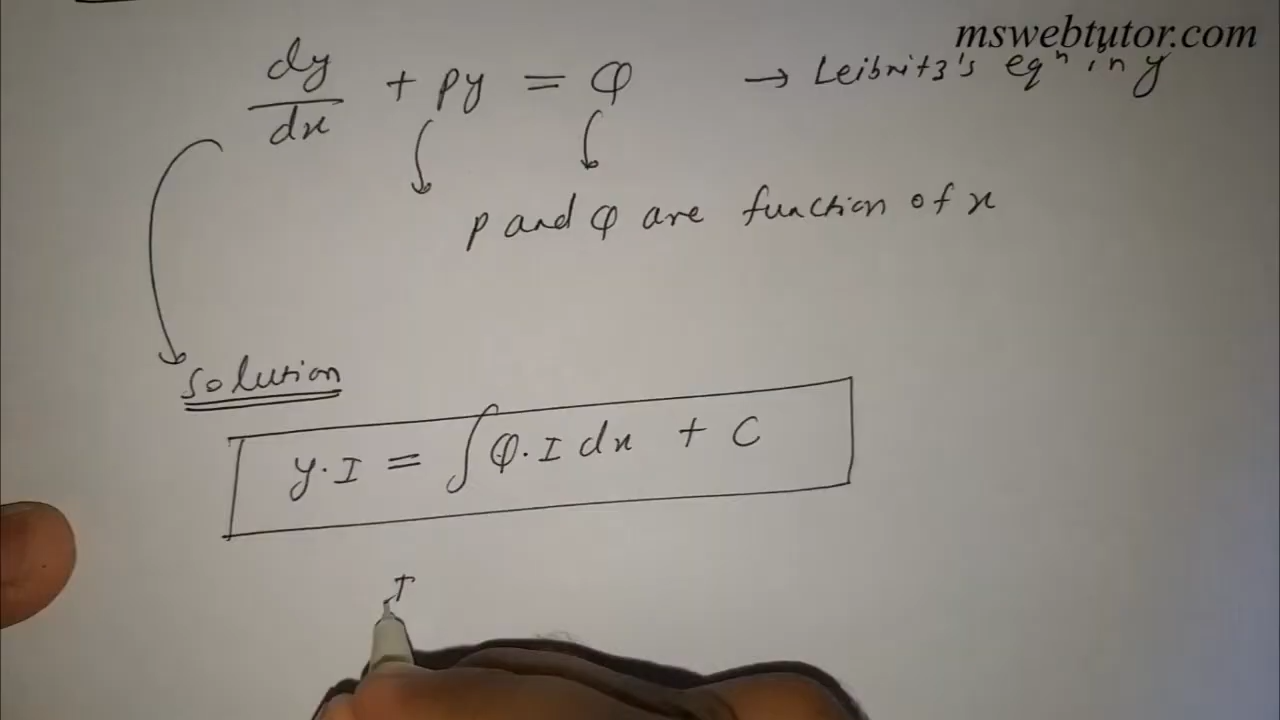 mswebtutor.com
dy/dx + py = φ → Leibnitz's eqⁿ in y
p and φ are function of x
Solution
y·I = ∫φ·I dx + C
I